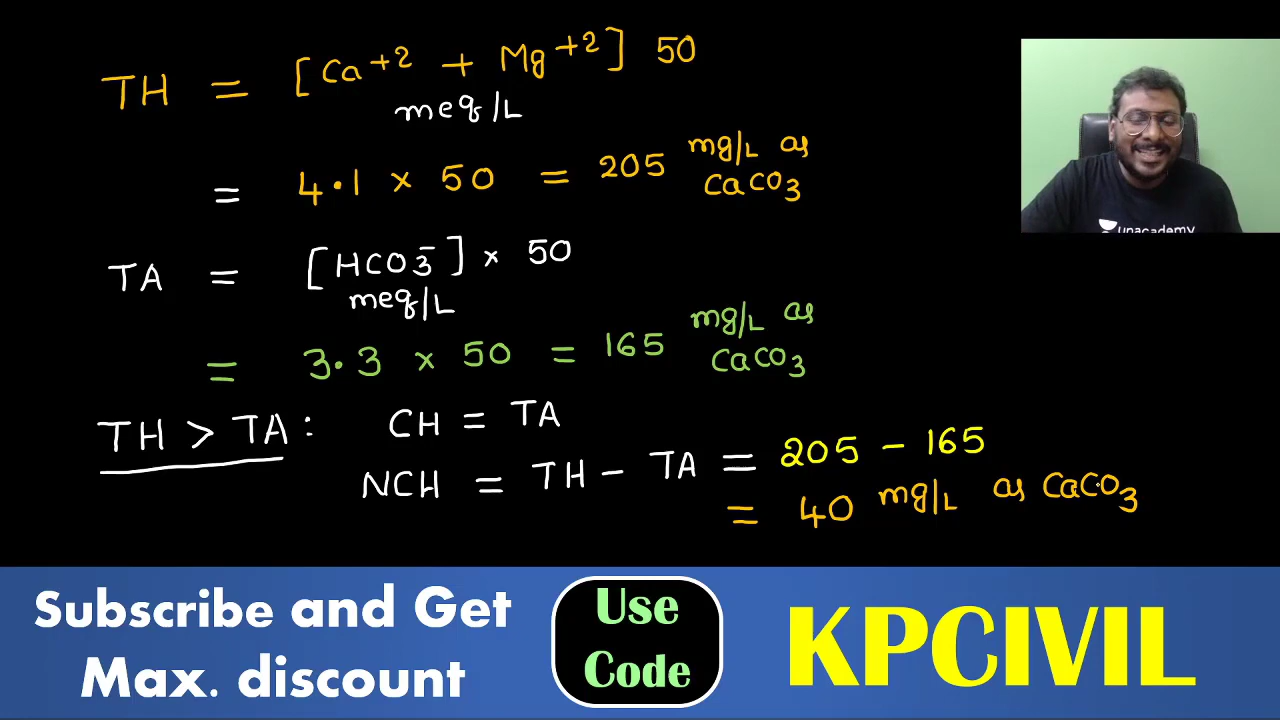 TH = [Ca+2 + Mg+2] 50
meq/L
= 4.1 × 50 = 205 mg/L as
CaCO3
TA = [HCO3-] × 50
meq/L
= 3.3 × 50 = 165 mg/L as
CaCO3
TH > TA : CH = TA
NCH = TH - TA = 205 - 165
= 40 mg/L as CaCO3
unacademy
Subscribe and Get
Max. discount
Use
Code
KPCIVIL